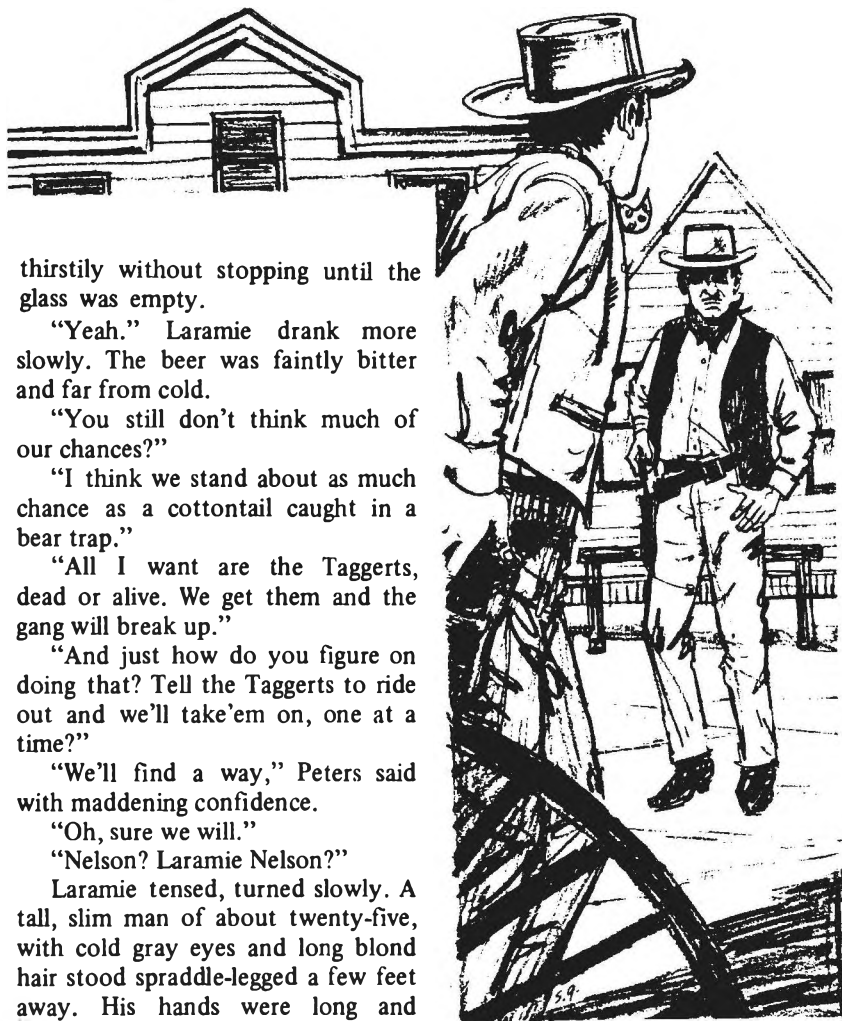 thirstily without stopping until the
glass was empty.
“Yeah.” Laramie drank more
slowly. The beer was faintly bitter
and far from cold.
“You still don’t think much of
our chances?”
“I think we stand about as much
chance as a cottontail caught in a
bear trap.”
“All I want are the Taggerts,
dead or alive. We get them and the
gang will break up.”
“And just how do you figure on
doing that? Tell the Taggerts to ride
out and we’ll take’em on, one at a
time?”
“We’ll find a way,” Peters said
with maddening confidence.
“Oh, sure we will.”
“Nelson? Laramie Nelson?”
Laramie tensed, turned slowly. A
tall, slim man of about twenty-five,
with cold gray eyes and long blond
hair stood spraddle-legged a few feet
away. His hands were long and